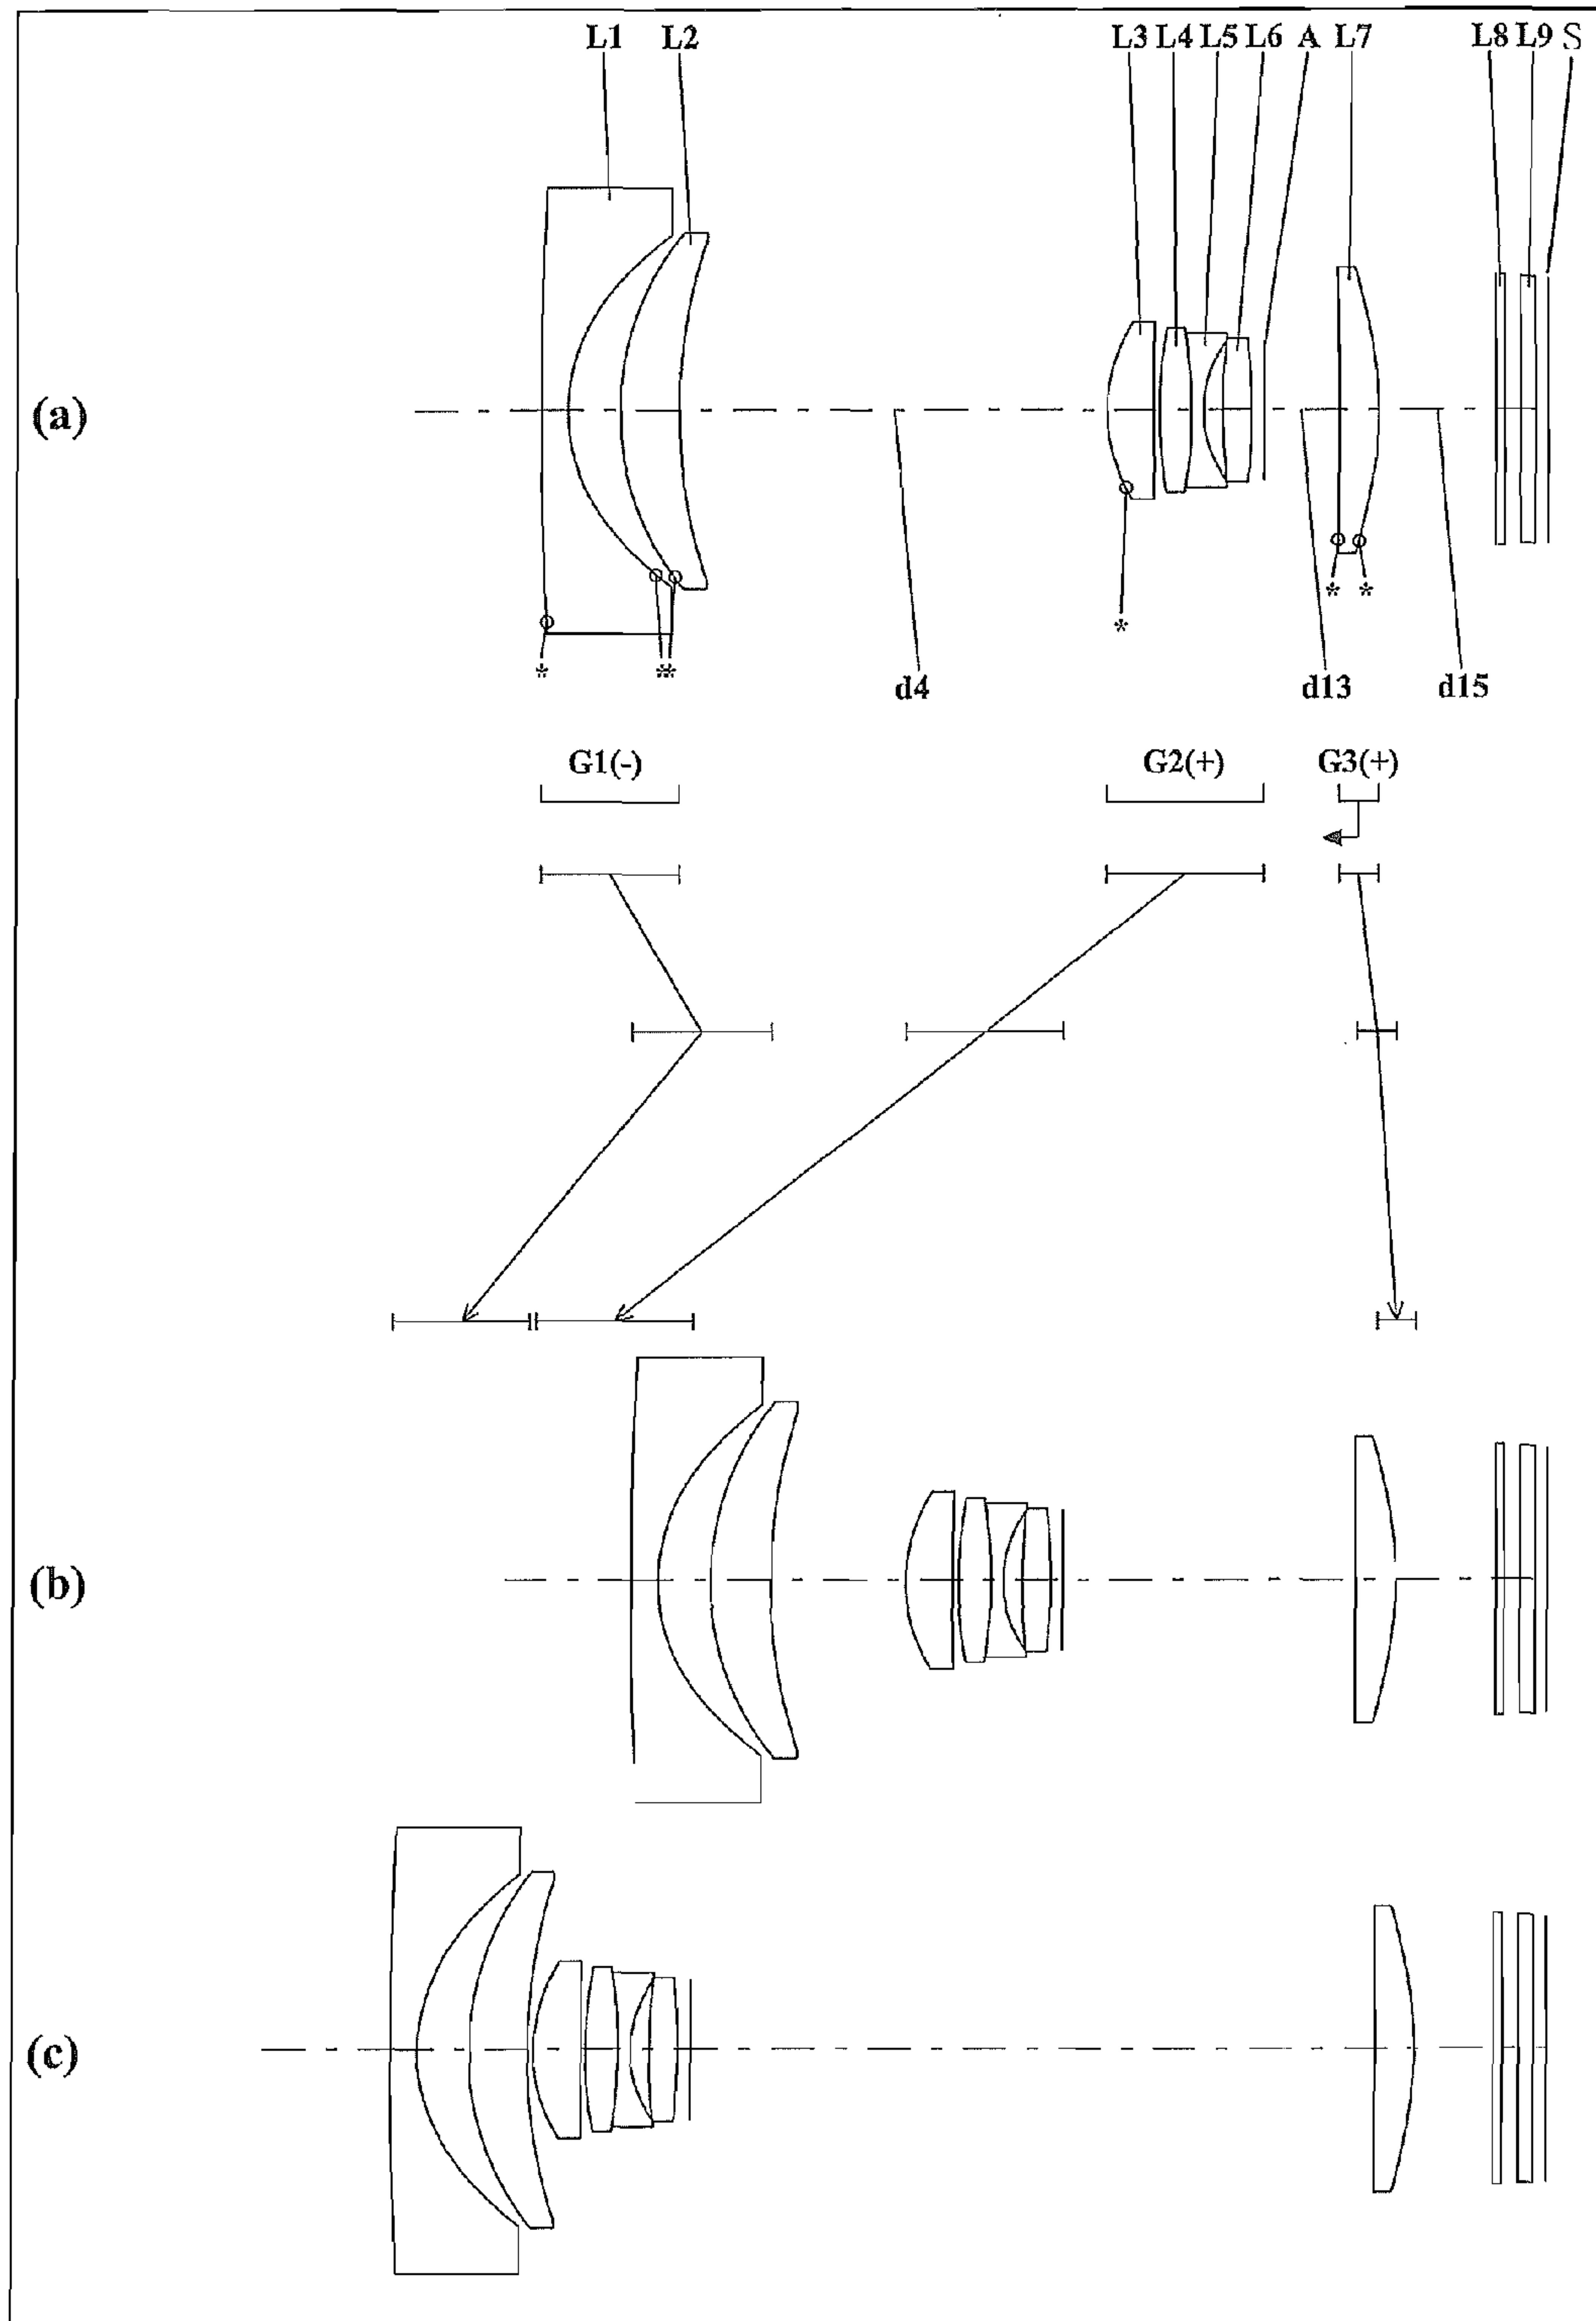 L1 L2 L3 L4 L5 L6 A L7 L8 L9 S
(a)
* ** * * *
d4 d13 d15
G1(-) G2(+) G3(+)
(b)
(c)